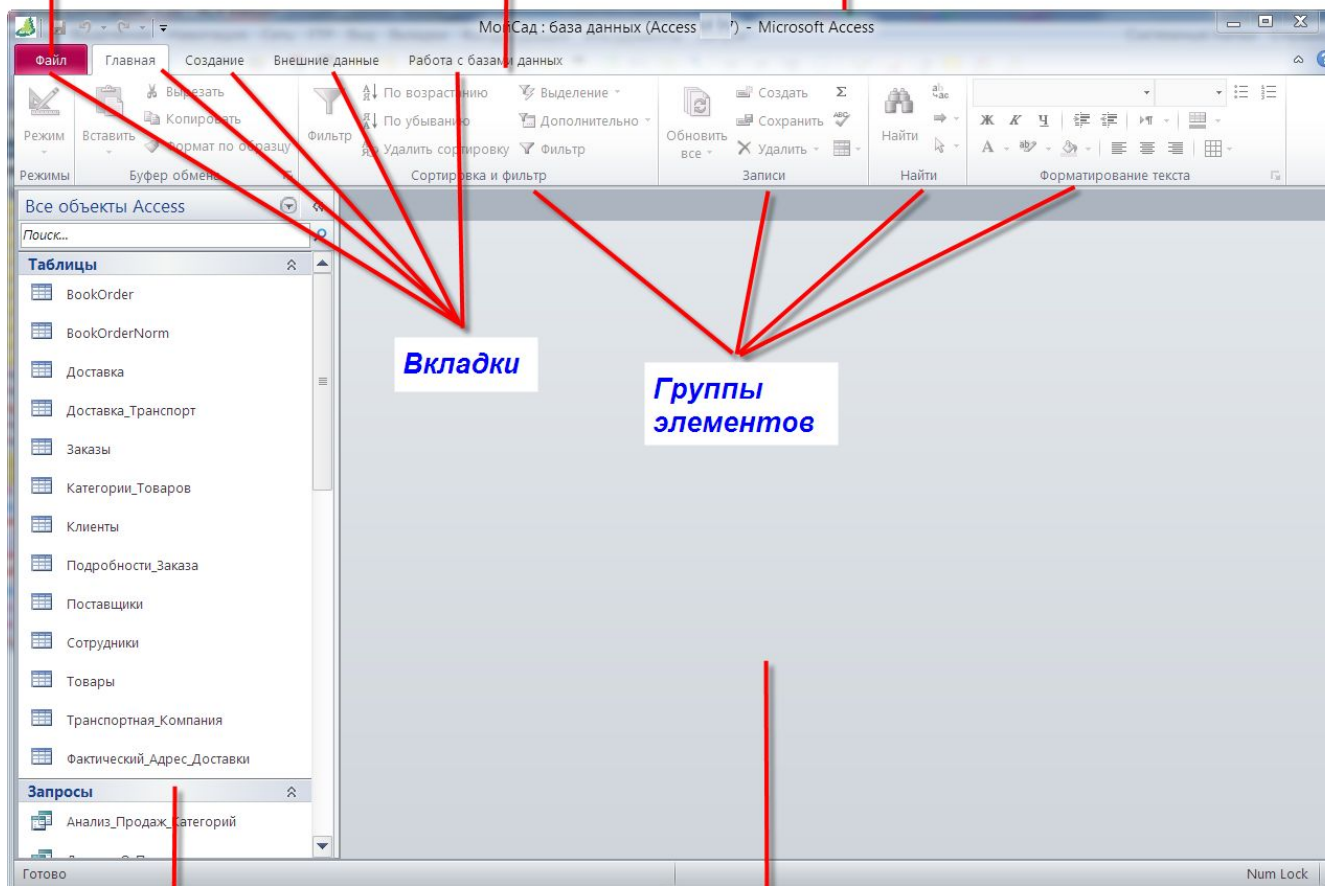 МойСад : база данных (Access ') - Microsoft Access
Файл Главная Создание Внешние данные Работа с базами данных
Вырезать По возрастанию Выделение Создать
Копировать По убыванию Дополнительно Сохранить
Режим Вставить Формат по образцу Фильтр Удалить сортировку Фильтр Обновить все Удалить Найти Ж К Ч А
Режимы Буфер обмена Сортировка и фильтр Записи Найти Форматирование текста
Все объекты Access
Поиск...
Таблицы
BookOrder
BookOrderNorm
Доставка
Вкладки
Группы
элементов
Доставка_Транспорт
Заказы
Категории_Товаров
Клиенты
Подробности_Заказа
Поставщики
Сотрудники
Товары
Транспортная_Компания
Фактический_Адрес_Доставки
Запросы
Анализ_Продаж_Категорий
Готово Num Lock